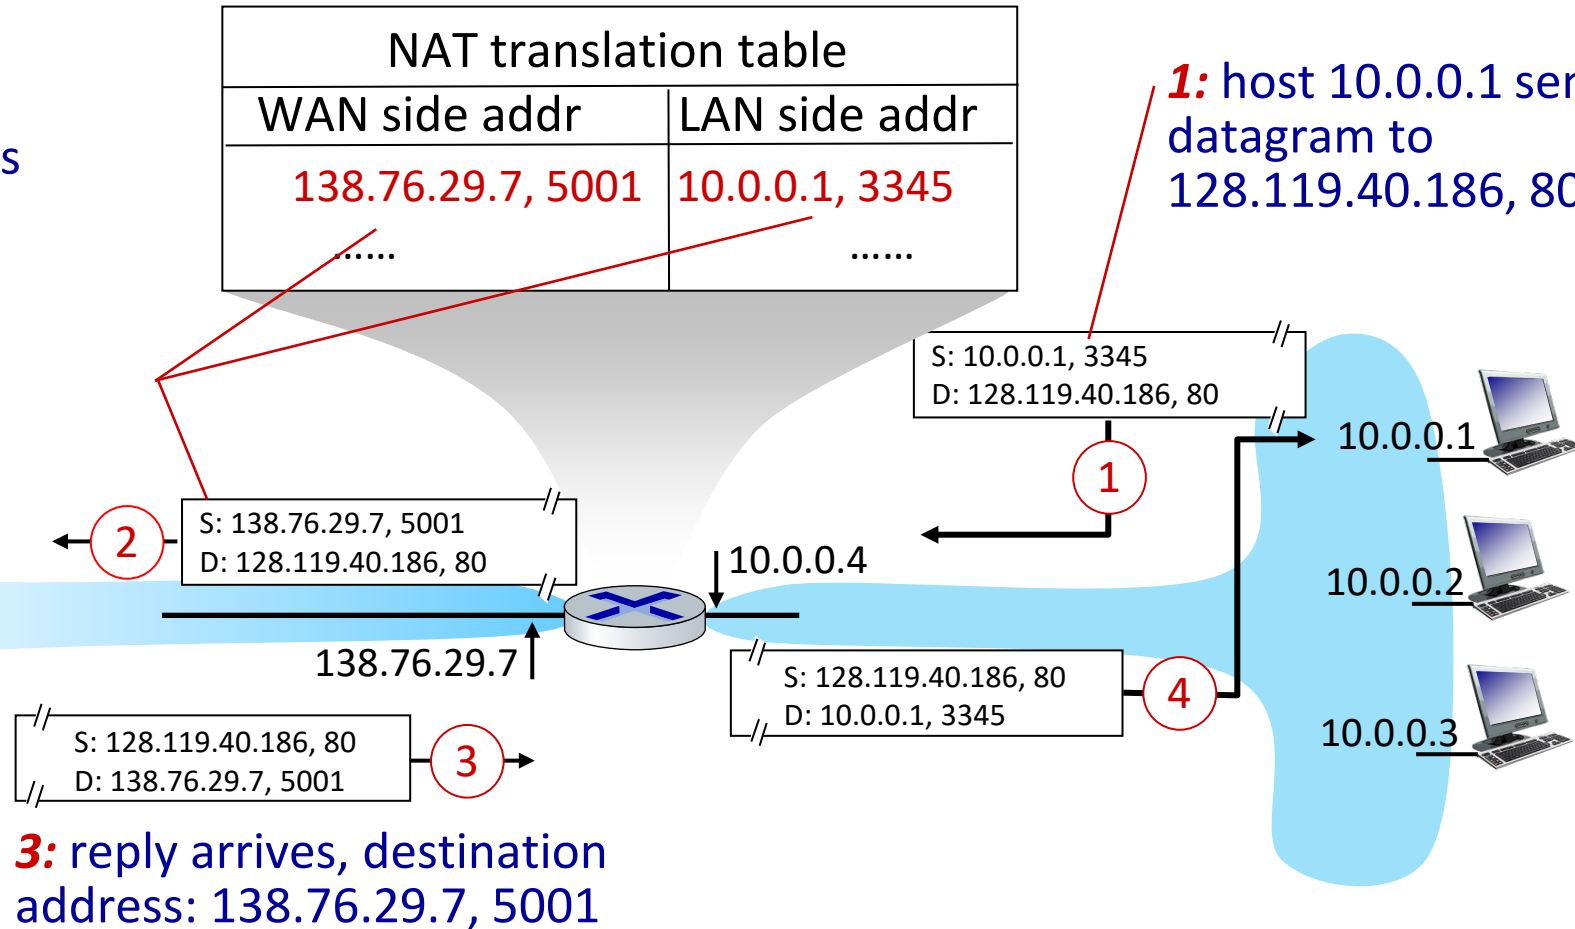 NAT translation table
WAN side addr LAN side addr
138.76.29.7, 5001 10.0.0.1, 3345
...... ......
s
1: host 10.0.0.1
datagram to
128.119.40.186, 80
S: 10.0.0.1, 3345
D: 128.119.40.186, 80
1
10.0.0.1
2
S: 138.76.29.7, 5001
D: 128.119.40.186, 80
10.0.0.4
10.0.0.2
138.76.29.7
S: 128.119.40.186, 80
D: 10.0.0.1, 3345
4
10.0.0.3
S: 128.119.40.186, 80
D: 138.76.29.7, 5001
3
3: reply arrives, destination
address: 138.76.29.7, 5001